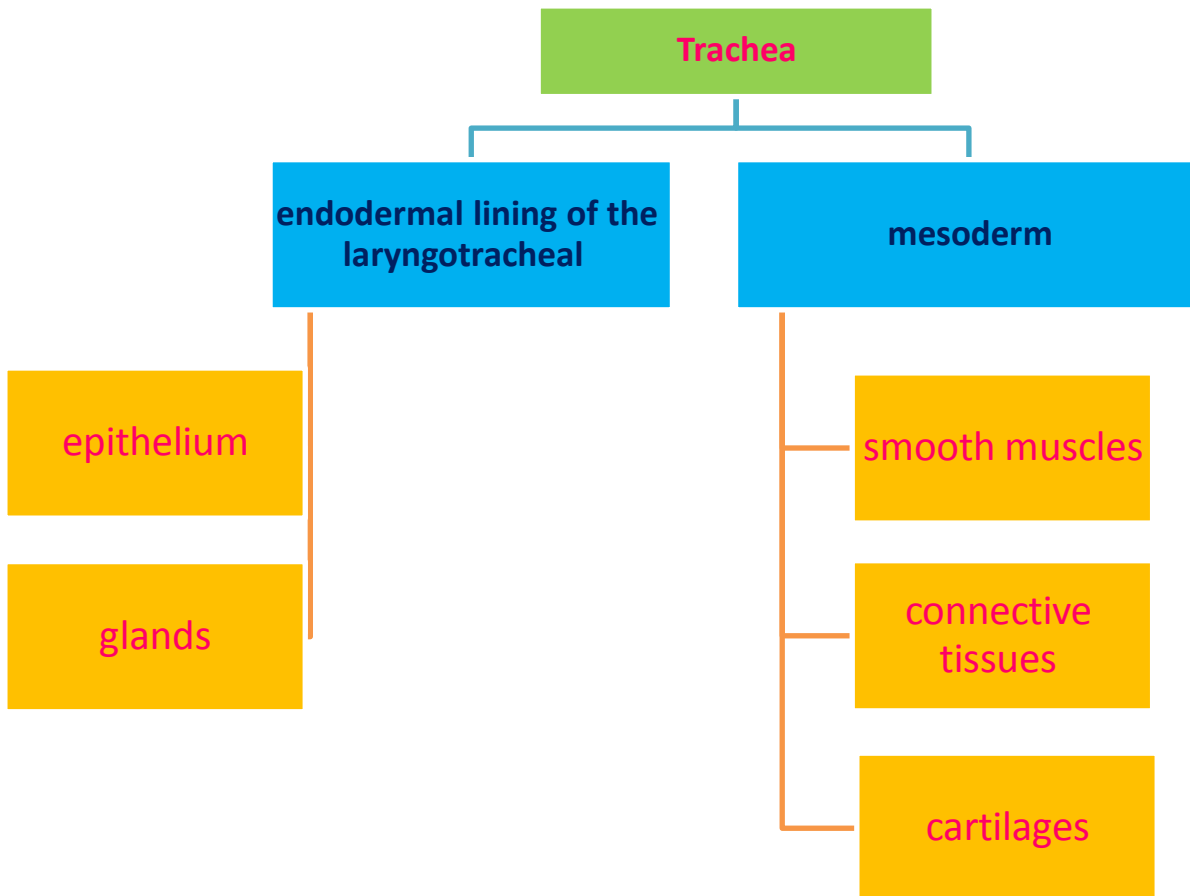 Trachea
endodermal lining of the
laryngotracheal
mesoderm
epithelium
glands
smooth muscles
connective
tissues
cartilages